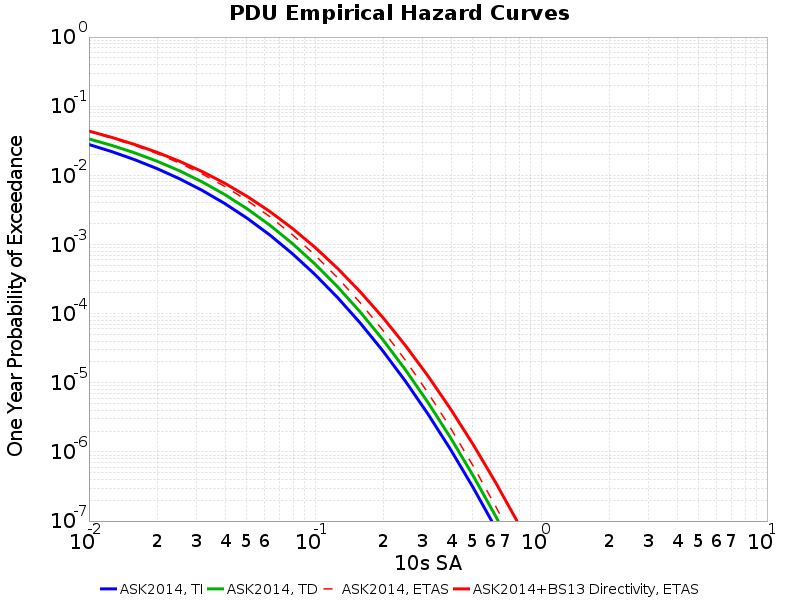 PDU Empirical Hazard Curves
One Year Probability of Exceedance
10^0
10^-1
10^-2
10^-3
10^-4
10^-5
10^-6
10^-7
10^-2 2 3 4 5 6 10^-1 2 3 4 5 6 7 10^0 2 3 4 5 6 7 10^1
10s SA
ASK2014, TI ASK2014, TD ASK2014, ETAS ASK2014+BS13 Directivity, ETAS